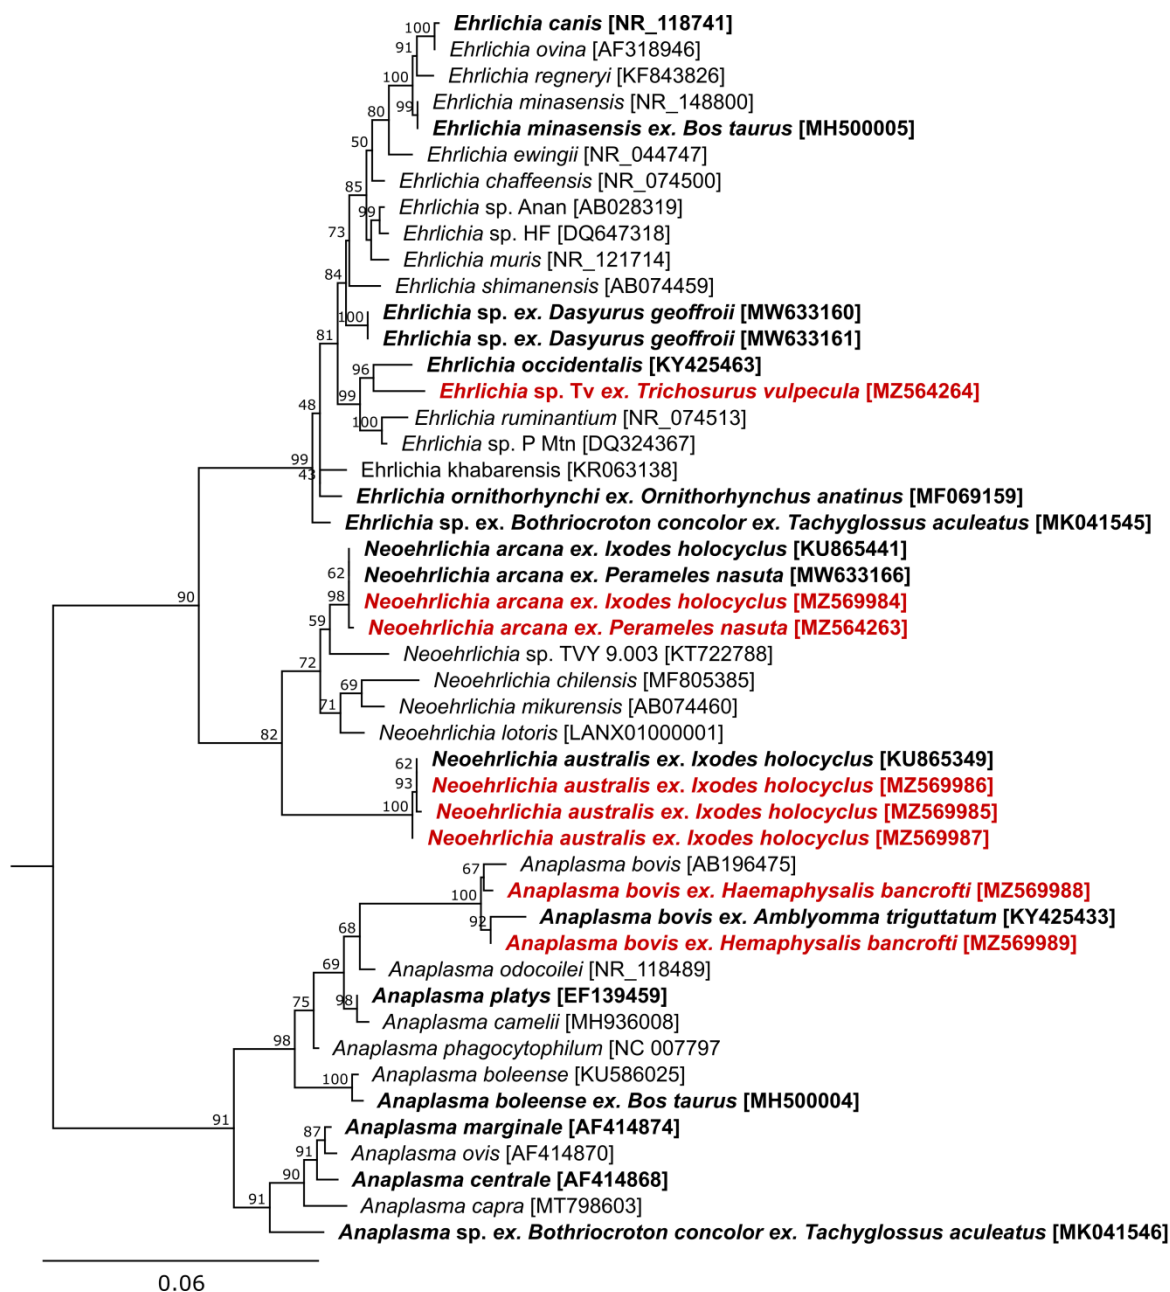 100
Ehrlichia canis [NR_118741]
91
Ehrlichia ovina [AF318946]
100
Ehrlichia regneryi [KF843826]
99
Ehrlichia minasensis [NR_148800]
80
Ehrlichia minasensis ex. Bos taurus [MH500005]
50
Ehrlichia ewingii [NR_044747]
85
Ehrlichia chaffeensis [NR_074500]
99
Ehrlichia sp. Anan [AB028319]
73
Ehrlichia sp. HF [DQ647318]
Ehrlichia muris [NR_121714]
84
Ehrlichia shimanensis [AB074459]
100
Ehrlichia sp. ex. Dasyurus geoffroii [MW633160]
81
Ehrlichia sp. ex. Dasyurus geoffroii [MW633161]
96
Ehrlichia occidentalis [KY425463]
99
Ehrlichia sp. Tv ex. Trichosurus vulpecula [MZ564264]
48
100
Ehrlichia ruminantium [NR_074513]
Ehrlichia sp. P Mtn [DQ324367]
99
43
Ehrlichia khabarensis [KR063138]
Ehrlichia ornithorhynchi ex. Ornithorhynchus anatinus [MF069159]
Ehrlichia sp. ex. Bothriocroton concolor ex. Tachyglossus aculeatus [MK041545]
Neoehrlichia arcana ex. Ixodes holocyclus [KU865441]
62
Neoehrlichia arcana ex. Perameles nasuta [MW633166]
90
98
Neoehrlichia arcana ex. Ixodes holocyclus [MZ569984]
59
Neoehrlichia arcana ex. Perameles nasuta [MZ564263]
72
Neoehrlichia sp. TVY 9.003 [KT722788]
69
Neoehrlichia chilensis [MF805385]
71
Neoehrlichia mikurensis [AB074460]
82
Neoehrlichia lotoris [LANX01000001]
62
Neoehrlichia australis ex. Ixodes holocyclus [KU865349]
93
Neoehrlichia australis ex. Ixodes holocyclus [MZ569986]
100
Neoehrlichia australis ex. Ixodes holocyclus [MZ569985]
Neoehrlichia australis ex. Ixodes holocyclus [MZ569987]
67
Anaplasma bovis [AB196475]
100
Anaplasma bovis ex. Haemaphysalis bancrofti [MZ569988]
92
Anaplasma bovis ex. Amblyomma triguttatum [KY425433]
68
Anaplasma bovis ex. Hemaphysalis bancrofti [MZ569989]
69
Anaplasma odocoilei [NR_118489]
98
Anaplasma platys [EF139459]
75
Anaplasma camelii [MH936008]
98
Anaplasma phagocytophilum [NC 007797
100
Anaplasma boleense [KU586025]
Anaplasma boleense ex. Bos taurus [MH500004]
91
87
Anaplasma marginale [AF414874]
91
Anaplasma ovis [AF414870]
90
Anaplasma centrale [AF414868]
91
Anaplasma capra [MT798603]
Anaplasma sp. ex. Bothriocroton concolor ex. Tachyglossus aculeatus [MK041546]
0.06